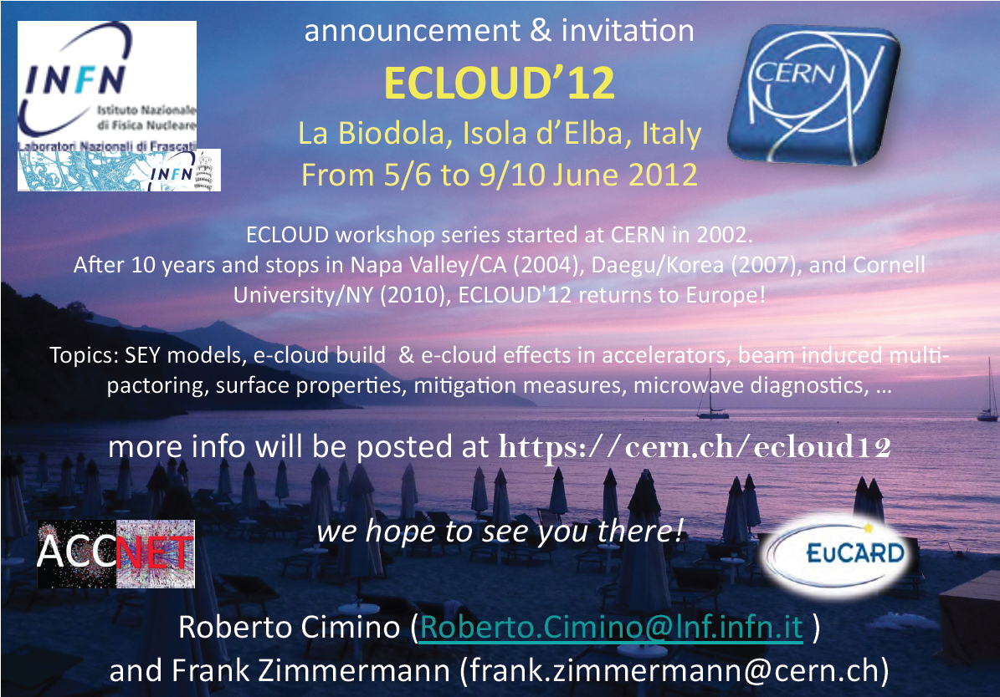 announcement & invitation
INFN
CERN
ECLOUD’12
Istituto Nazionale
di Fisica Nucleare
La Biodola, Isola d’Elba, Italy
Laboratori Nazionali di Frascati
INFN
From 5/6 to 9/10 June 2012
ECLOUD workshop series started at CERN in 2002.
After 10 years and stops in Napa Valley/CA (2004), Daegu/Korea (2007), and Cornell
University/NY (2010), ECLOUD'12 returns to Europe!
Topics: SEY models, e-cloud build  & e-cloud effects in accelerators, beam induced multi-
pactoring, surface properties, mitigation measures, microwave diagnostics, …
more info will be posted at https://cern.ch/ecloud12
we hope to see you there!
ACCNET
EuCARD
Roberto Cimino (Roberto.Cimino@lnf.infn.it )
and Frank Zimmermann (frank.zimmermann@cern.ch)